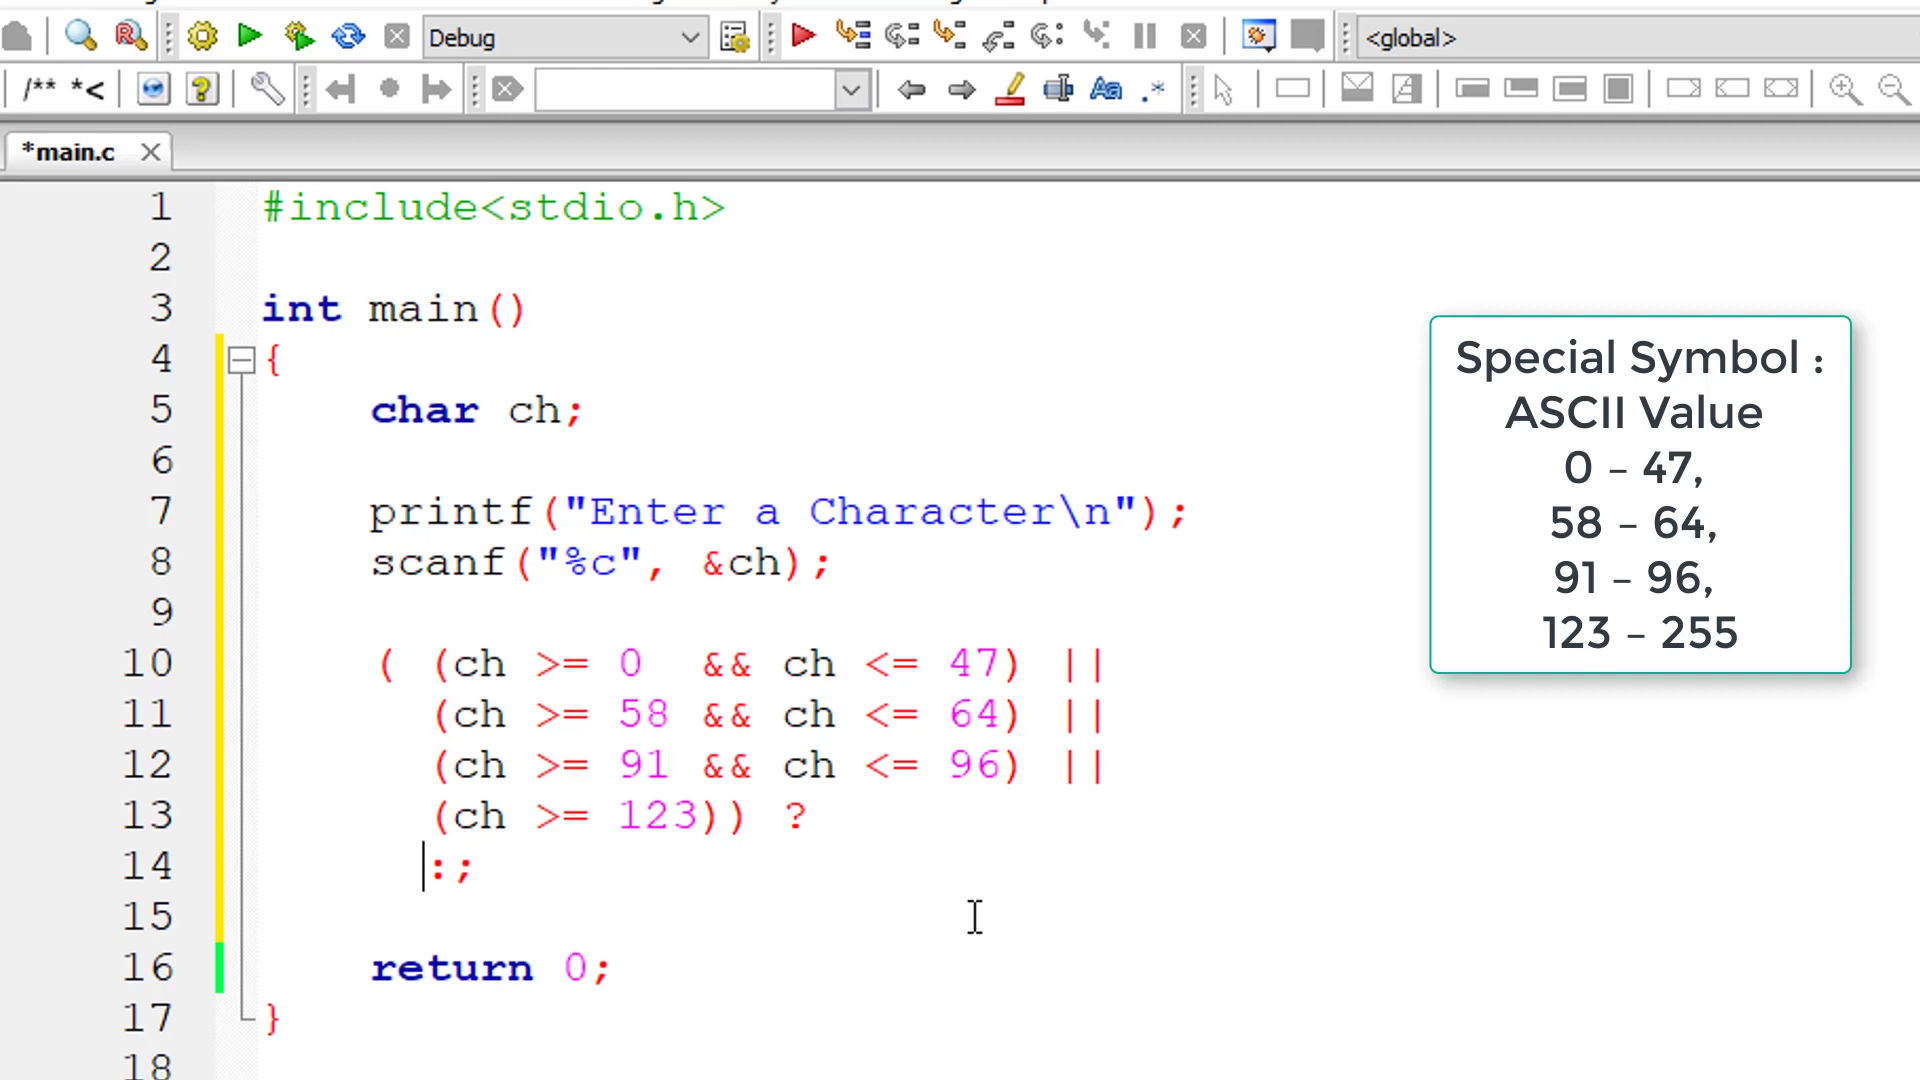 Debug
<global>
/** *<
Aa .*
*main.c
1 #include<stdio.h>
2
3 int main()
4 {
5 char ch;
6
7 printf("Enter a Character\n");
8 scanf("%c", &ch);
9
10 ( (ch >= 0 && ch <= 47) ||
11 (ch >= 58 && ch <= 64) ||
12 (ch >= 91 && ch <= 96) ||
13 (ch >= 123)) ?
14 :;
15
16 return 0;
17 }
18
Special Symbol :
ASCII Value
0 – 47,
58 – 64,
91 – 96,
123 – 255